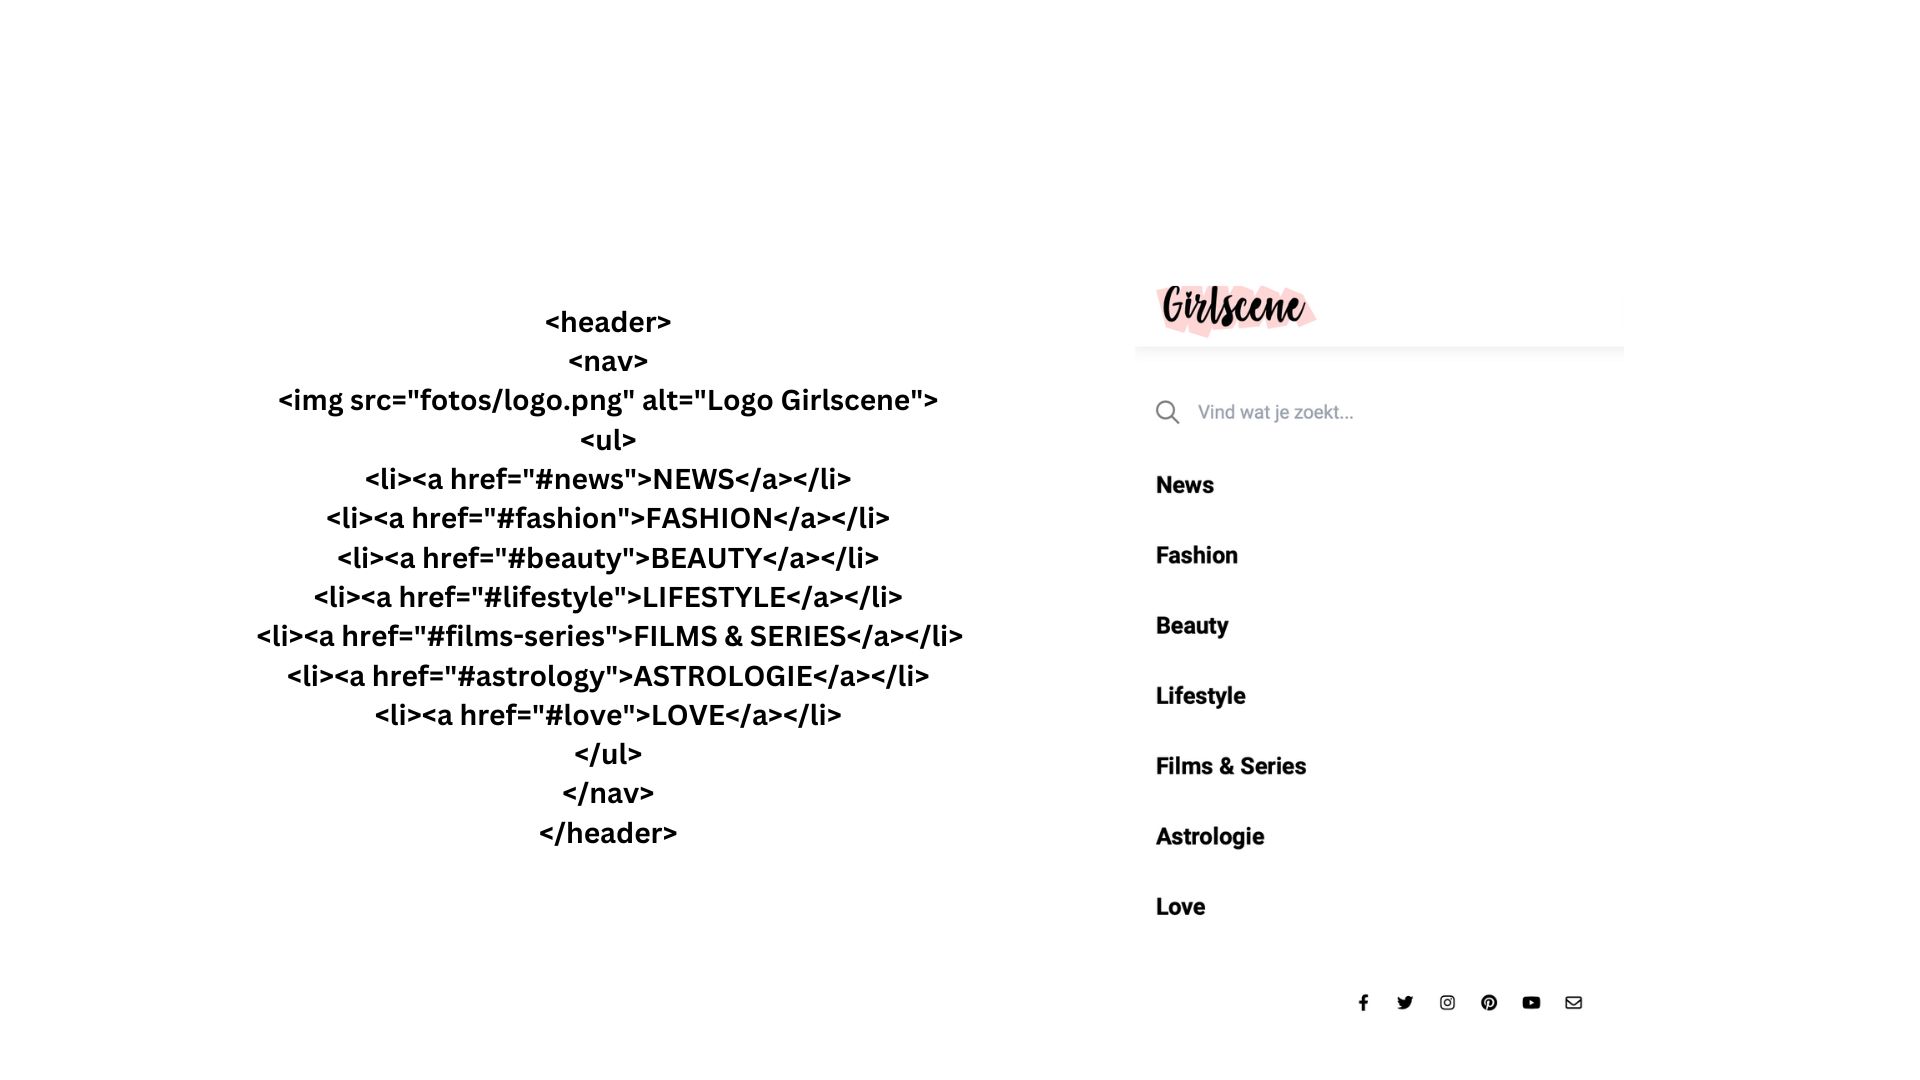 <header>
<nav>
<img src="fotos/logo.png" alt="Logo Girlscene">
<ul>
<li><a href="#news">NEWS</a></li>
<li><a href="#fashion">FASHION</a></li>
<li><a href="#beauty">BEAUTY</a></li>
<li><a href="#lifestyle">LIFESTYLE</a></li>
<li><a href="#films-series">FILMS & SERIES</a></li>
<li><a href="#astrology">ASTROLOGIE</a></li>
<li><a href="#love">LOVE</a></li>
</ul>
</nav>
</header>
Girlscene
Vind wat je zoekt...
News
Fashion
Beauty
Lifestyle
Films & Series
Astrologie
Love